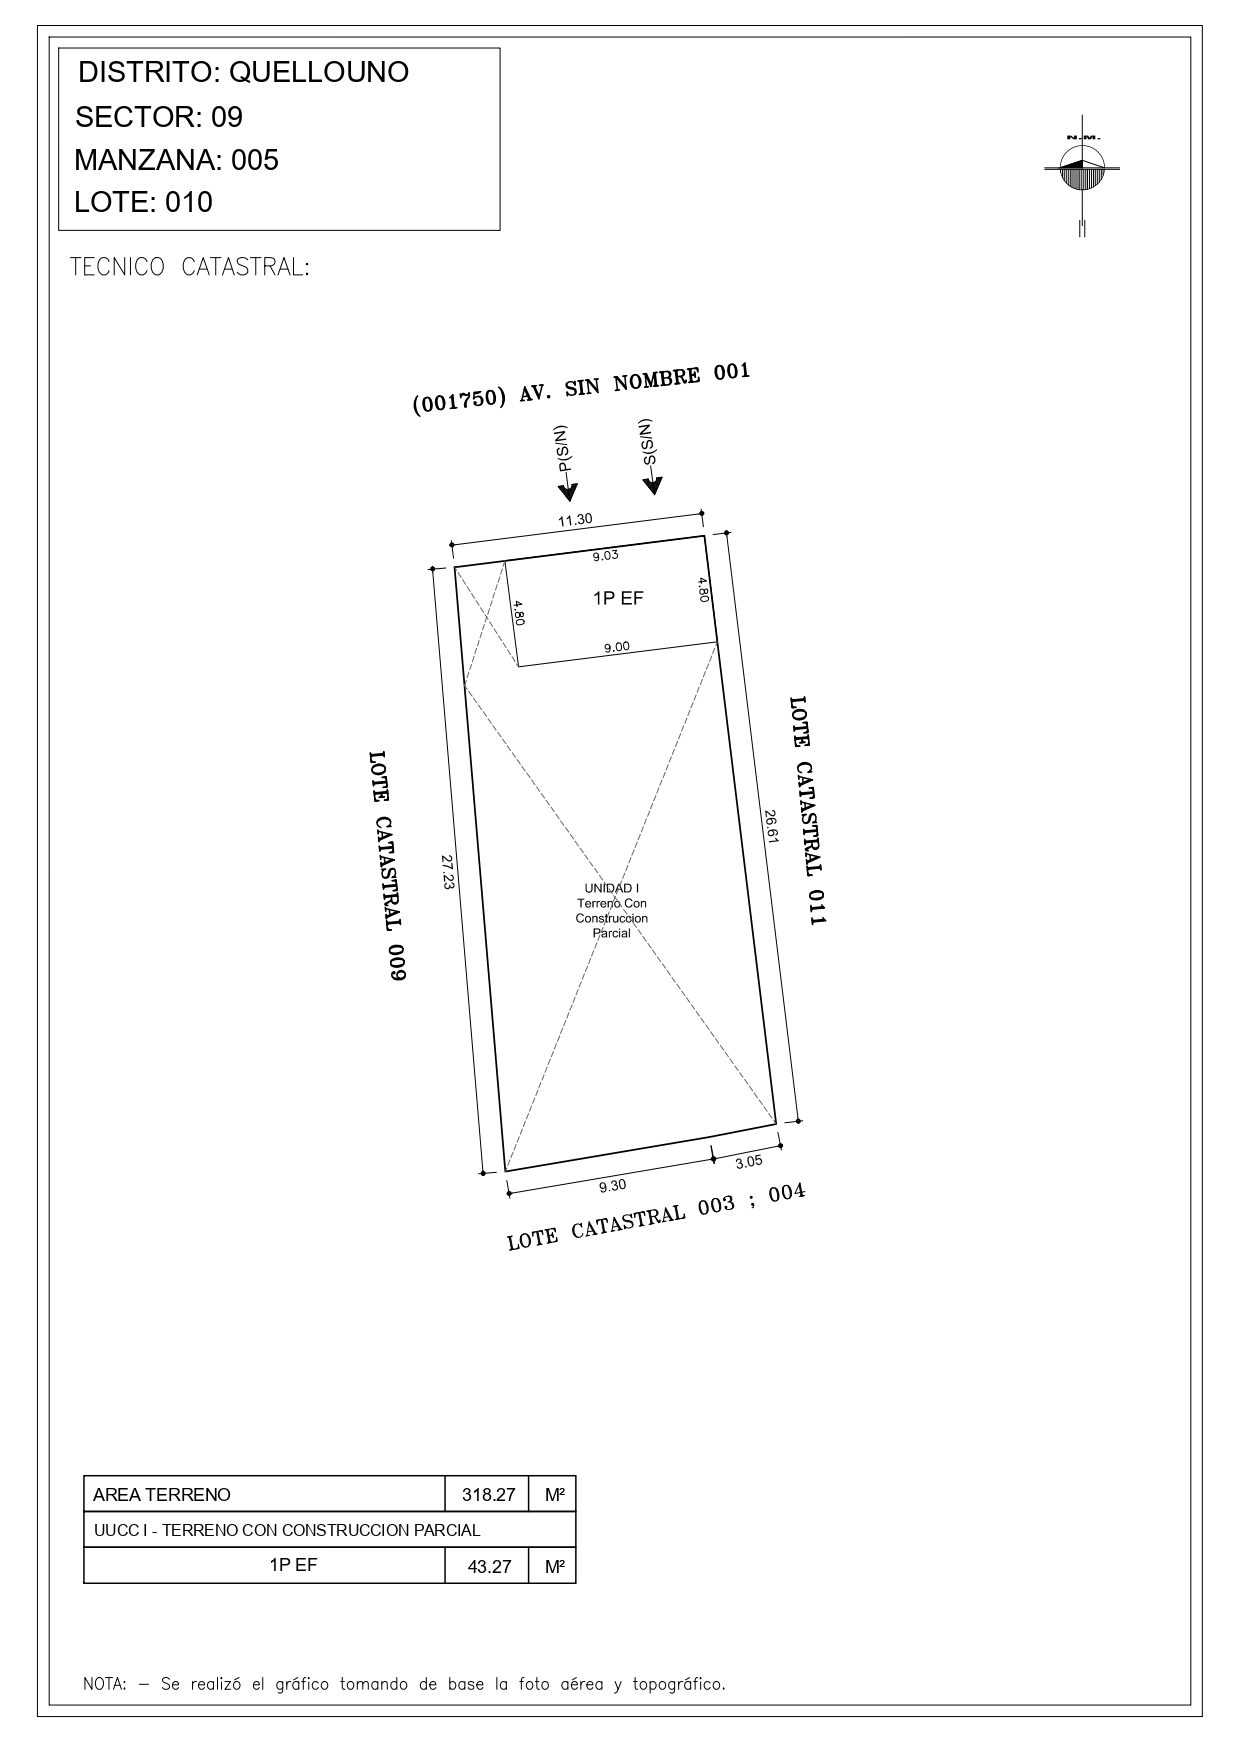 DISTRITO: QUELLOUNO
SECTOR: 09
MANZANA: 005
LOTE: 010
N.M.
TECNICO CATASTRAL:
(001750) AV. SIN NOMBRE 001
P(S/N)
S(S/N)
11.30
9.03
4.80
1P EF
4.80
9.00
LOTE CATASTRAL 009
27.23
26.61
LOTE CATASTRAL 011
UNIDAD I
Terreno Con
Construccion
Parcial
9.30
3.05
LOTE CATASTRAL 003 ; 004
AREA TERRENO 318.27 M²
UUCC I - TERRENO CON CONSTRUCCION PARCIAL
1P EF 43.27 M²
NOTA: - Se realizó el gráfico tomando de base la foto aérea y topográfico.